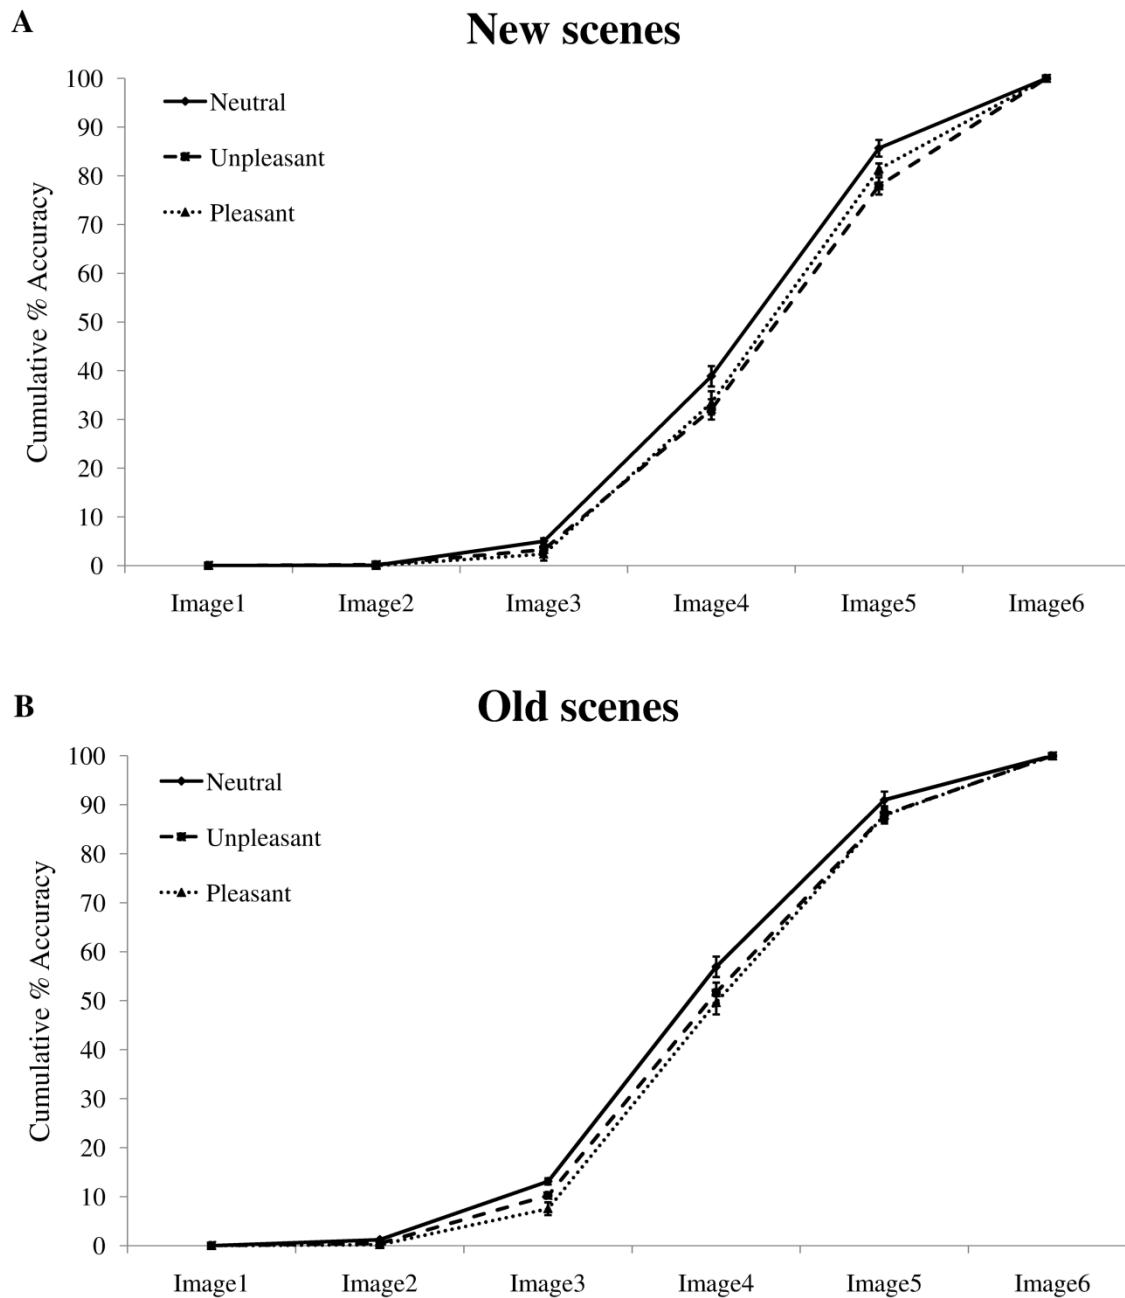 A
New scenes
100
90
80
70
60
50
40
30
20
10
0
Cumulative % Accuracy
Neutral
Unpleasant
Pleasant
Image1 Image2 Image3 Image4 Image5 Image6
B
Old scenes
100
90
80
70
60
50
40
30
20
10
0
Cumulative % Accuracy
Neutral
Unpleasant
Pleasant
Image1 Image2 Image3 Image4 Image5 Image6